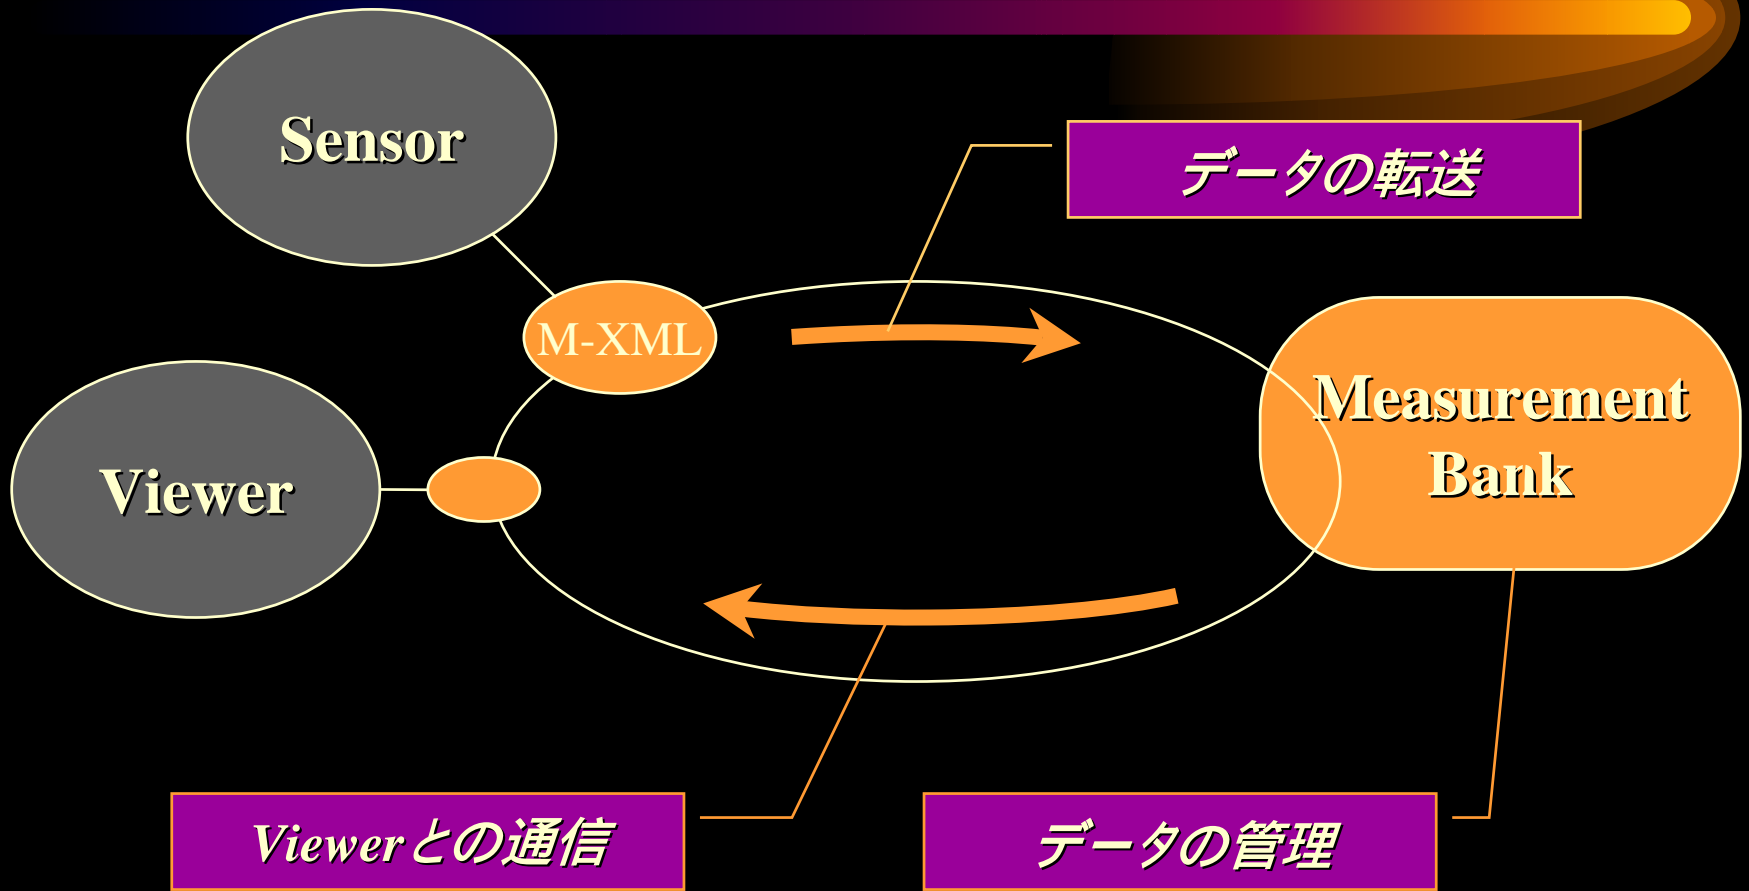 Sensor
データの転送
M-XML
Measurement
Bank
Viewer
Viewerとの通信
データの管理